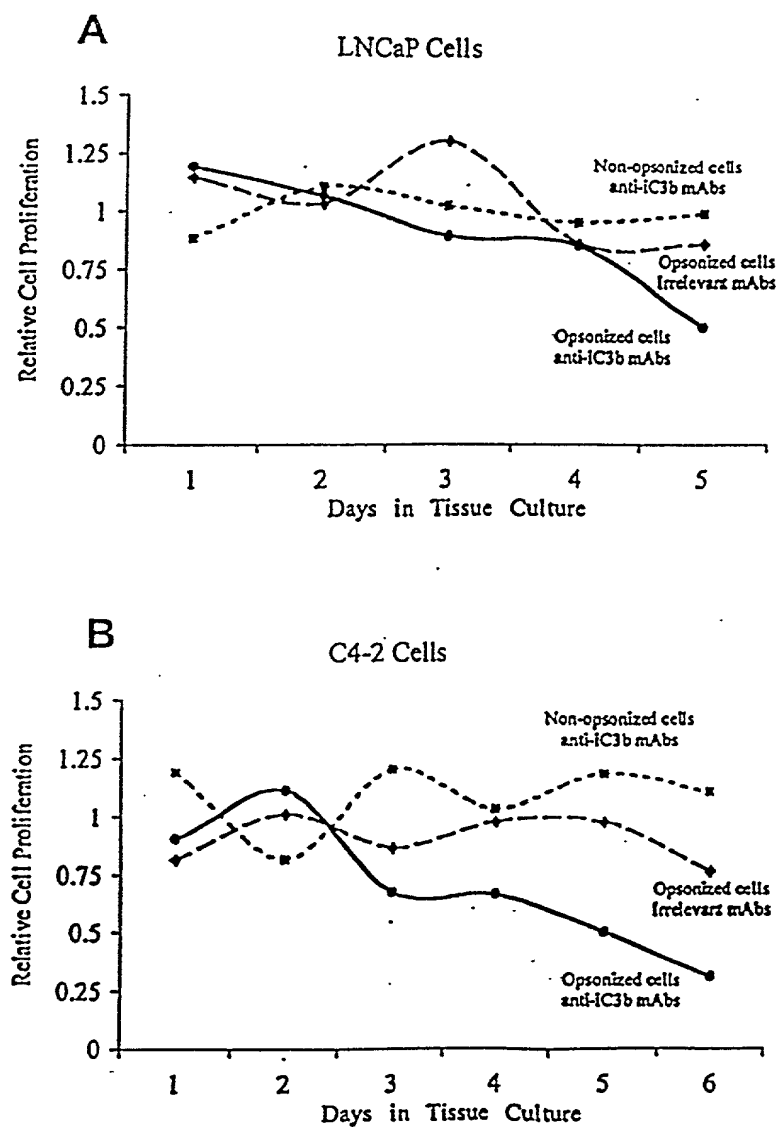 A
LNCaP Cells
1.5
1.25
1
0.75
0.5
0.25
0
Relative Cell Proliferation
Non-opsonized cells
anti-iC3b mAbs
Opsonized cells
Irrelevant mAbs
Opsonized cells
anti-iC3b mAbs
1 2 3 4 5
Days in Tissue Culture
B
C4-2 Cells
1.5
1.25
1
0.75
0.5
0.25
0
Relative Cell Proliferation
Non-opsonized cells
anti-iC3b mAbs
Opsonized cells
Irrelevant mAbs
Opsonized cells
anti-iC3b mAbs
1 2 3 4 5 6
Days in Tissue Culture